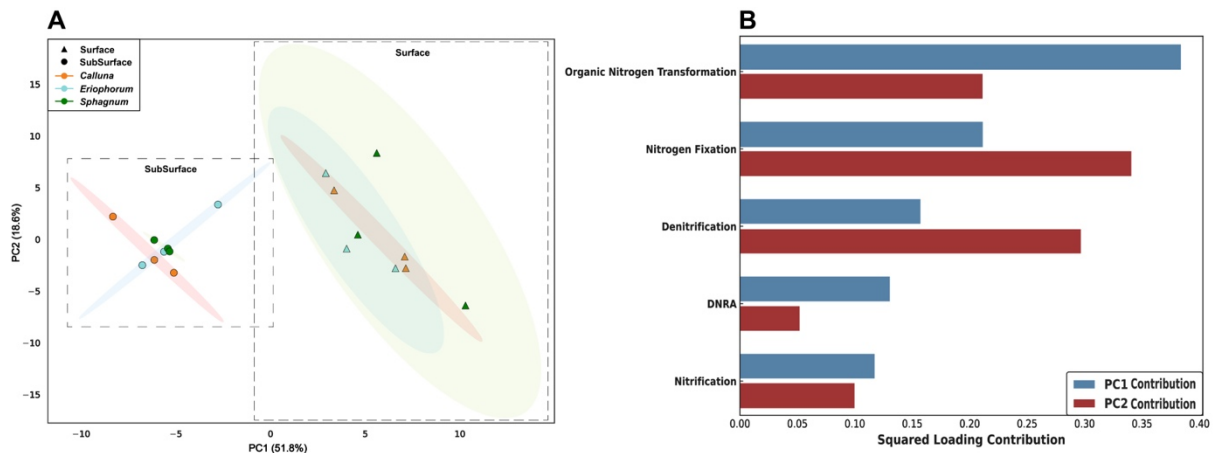 A
Surface
SubSurface
Calluna
Eriophorum
Sphagnum
Surface
SubSurface
15
10
5
0
−5
−10
−15
PC2 (18.6%)
−10
−5
0
5
10
PC1 (51.8%)
B
Organic Nitrogen Transformation
Nitrogen Fixation
Denitrification
DNRA
Nitrification
PC1 Contribution
PC2 Contribution
0.00
0.05
0.10
0.15
0.20
0.25
0.30
0.35
0.40
Squared Loading Contribution